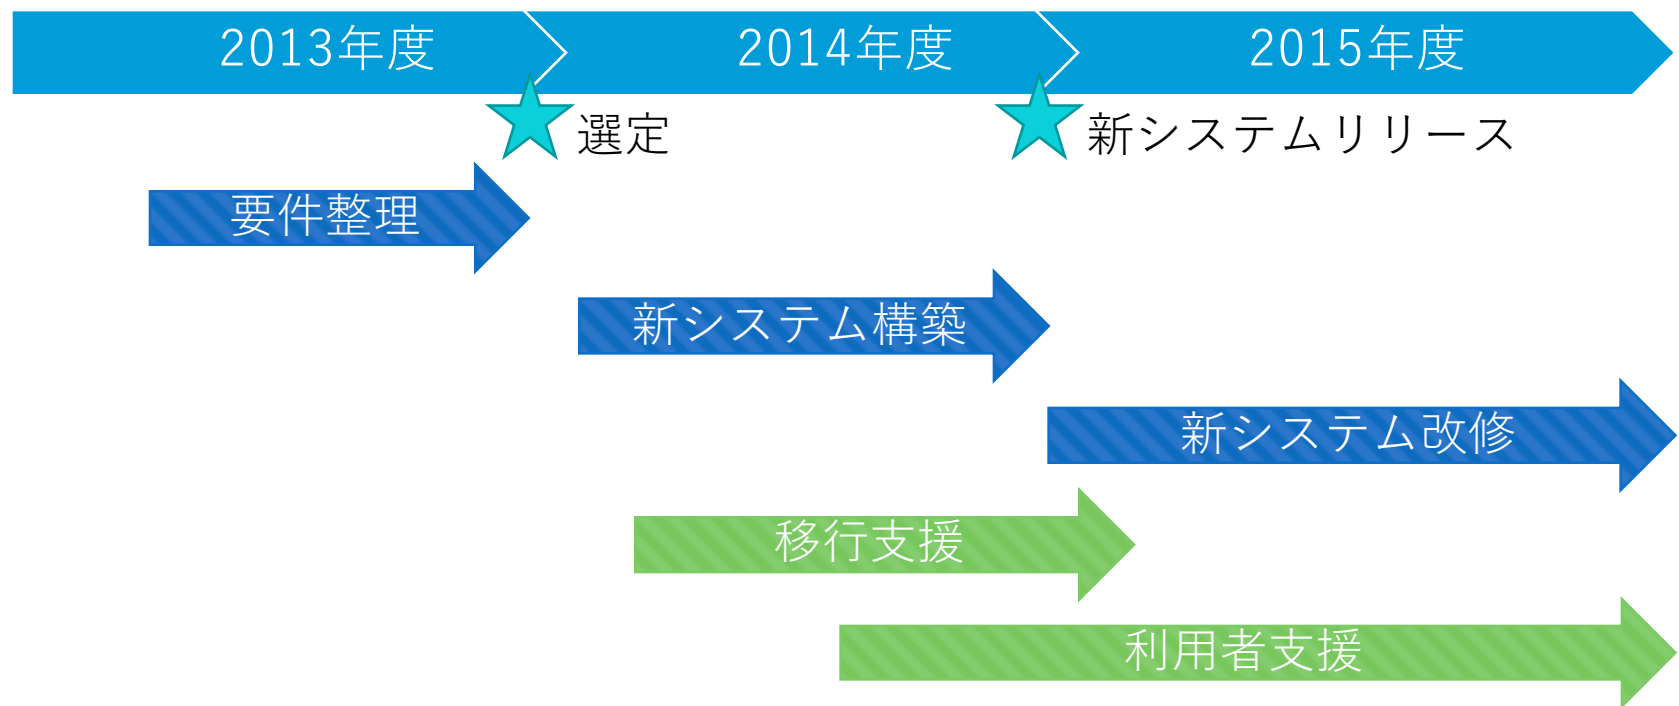 2013年度
2014年度
2015年度
選定
新システムリリース
要件整理
新システム構築
新システム改修
移行支援
利用者支援